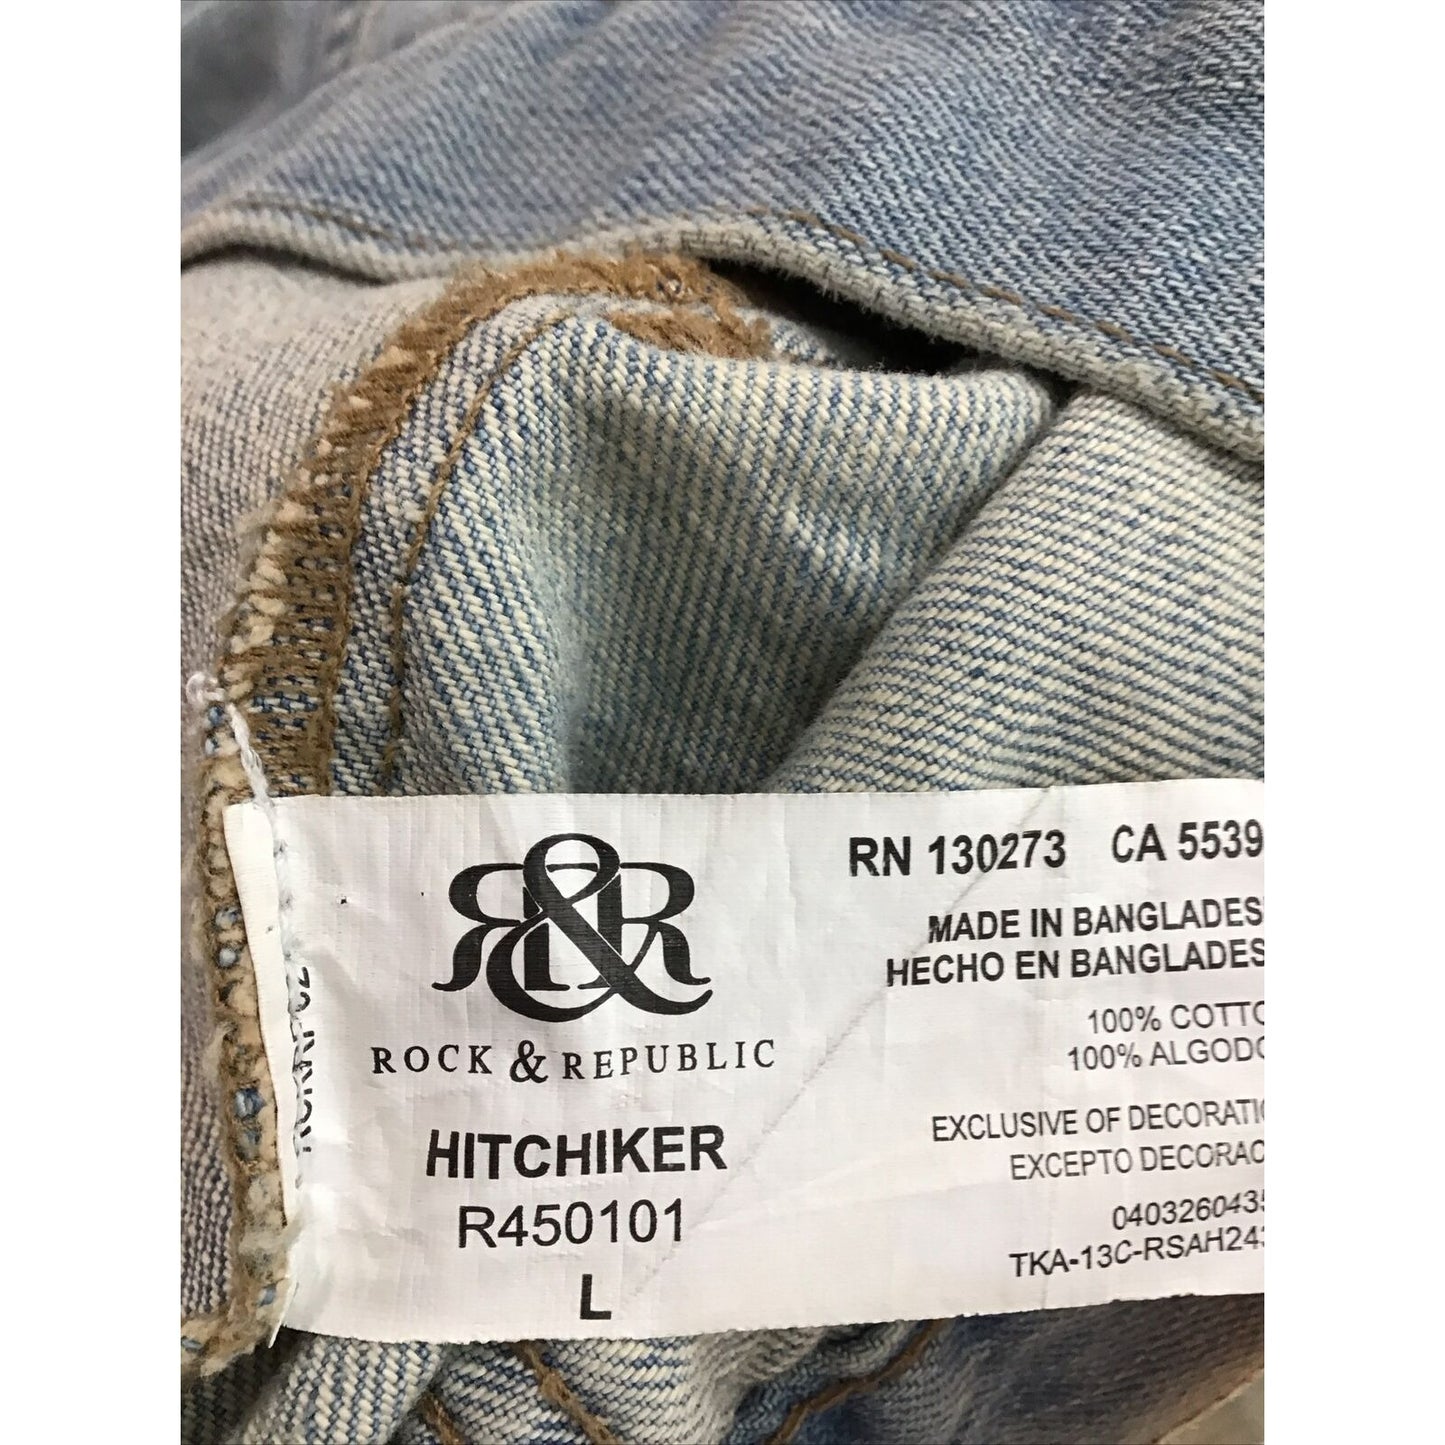 R&R
ROCK & REPUBLIC
HITCHIKER
R450101
L
RN 130273 CA 5539
MADE IN BANGLADES
HECHO EN BANGLADES
100% COTTO
100% ALGODO
EXCLUSIVE OF DECORATIO
EXCEPTO DECORAC
040326043
TKA-13C-RSAH243